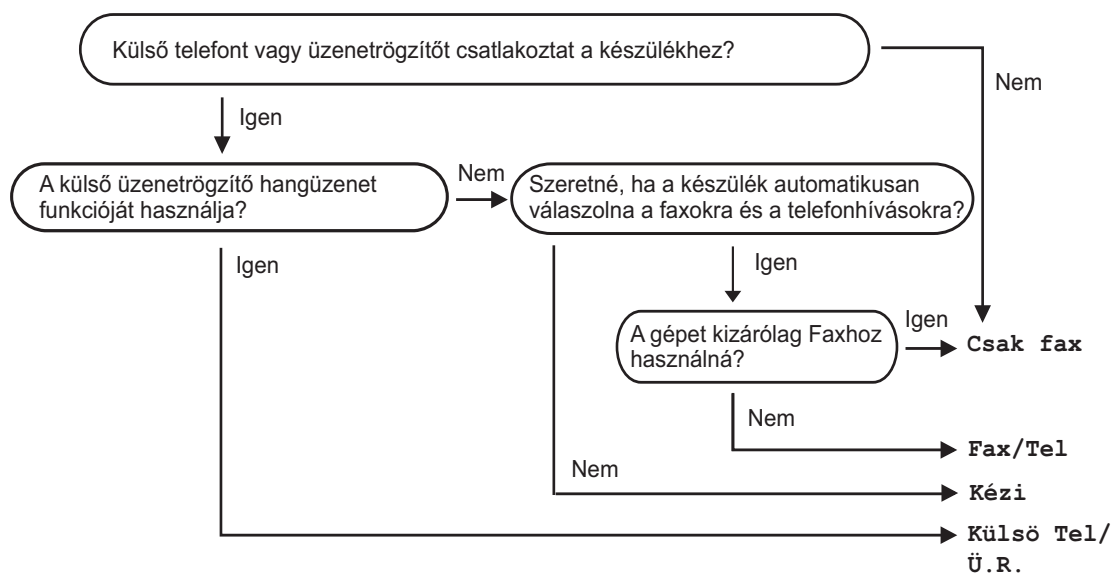 Külső telefont vagy üzenetrögzítőt csatlakoztat a készülékhez?
Nem
Igen
A külső üzenetrögzítő hangüzenet
funkcióját használja?
Nem
Szeretné, ha a készülék automatikusan
válaszolna a faxokra és a telefonhívásokra?
Igen
Igen
A gépet kizárólag Faxhoz
használná?
Igen
Csak fax
Nem
Fax/Tel
Nem
Kézi
Külsö Tel/
Ü.R.